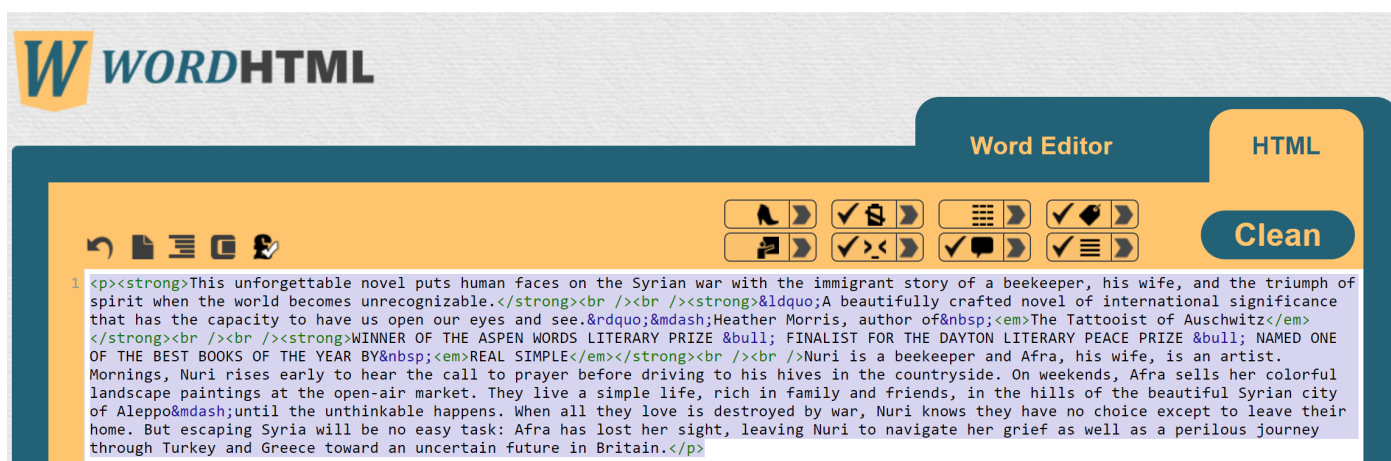 W WORDHTML
Word Editor
HTML
Clean
1 <p><strong>This unforgettable novel puts human faces on the Syrian war with the immigrant story of a beekeeper, his wife, and the triumph of
spirit when the world becomes unrecognizable.</strong><br /><br /><strong>&ldquo;A beautifully crafted novel of international significance
that has the capacity to have us open our eyes and see.&rdquo;&mdash;Heather Morris, author of&nbsp;<em>The Tattooist of Auschwitz</em>
</strong><br /><br /><strong>WINNER OF THE ASPEN WORDS LITERARY PRIZE &bull; FINALIST FOR THE DAYTON LITERARY PEACE PRIZE &bull; NAMED ONE
OF THE BEST BOOKS OF THE YEAR BY&nbsp;<em>REAL SIMPLE</em></strong><br /><br />Nuri is a beekeeper and Afra, his wife, is an artist.
Mornings, Nuri rises early to hear the call to prayer before driving to his hives in the countryside. On weekends, Afra sells her colorful
landscape paintings at the open-air market. They live a simple life, rich in family and friends, in the hills of the beautiful Syrian city
of Aleppo&mdash;until the unthinkable happens. When all they love is destroyed by war, Nuri knows they have no choice except to leave their
home. But escaping Syria will be no easy task: Afra has lost her sight, leaving Nuri to navigate her grief as well as a perilous journey
through Turkey and Greece toward an uncertain future in Britain.</p>